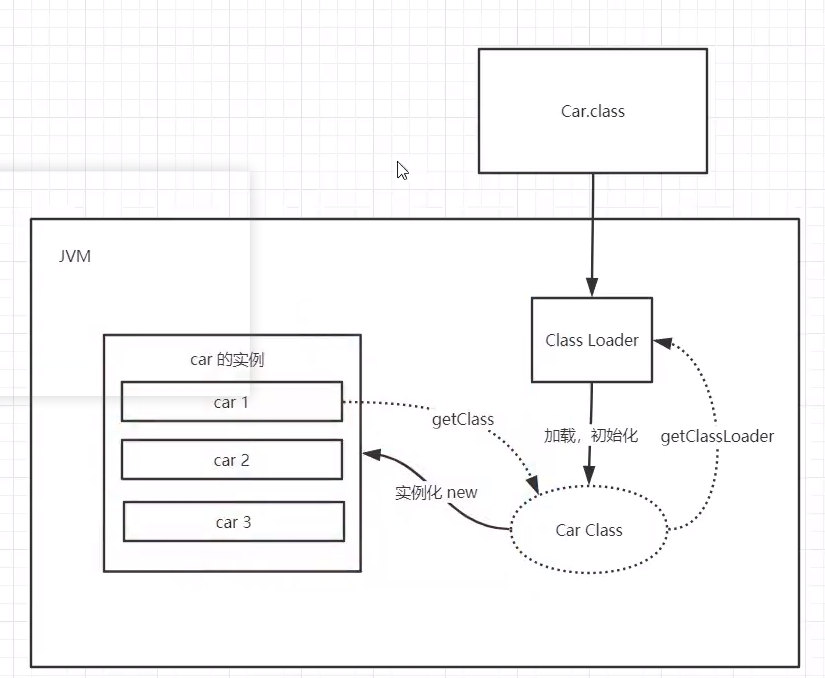 Car.class
JVM
Class Loader
car 的实例
car 1
getClass
加载，初始化
getClassLoader
car 2
实例化 new
car 3
Car Class